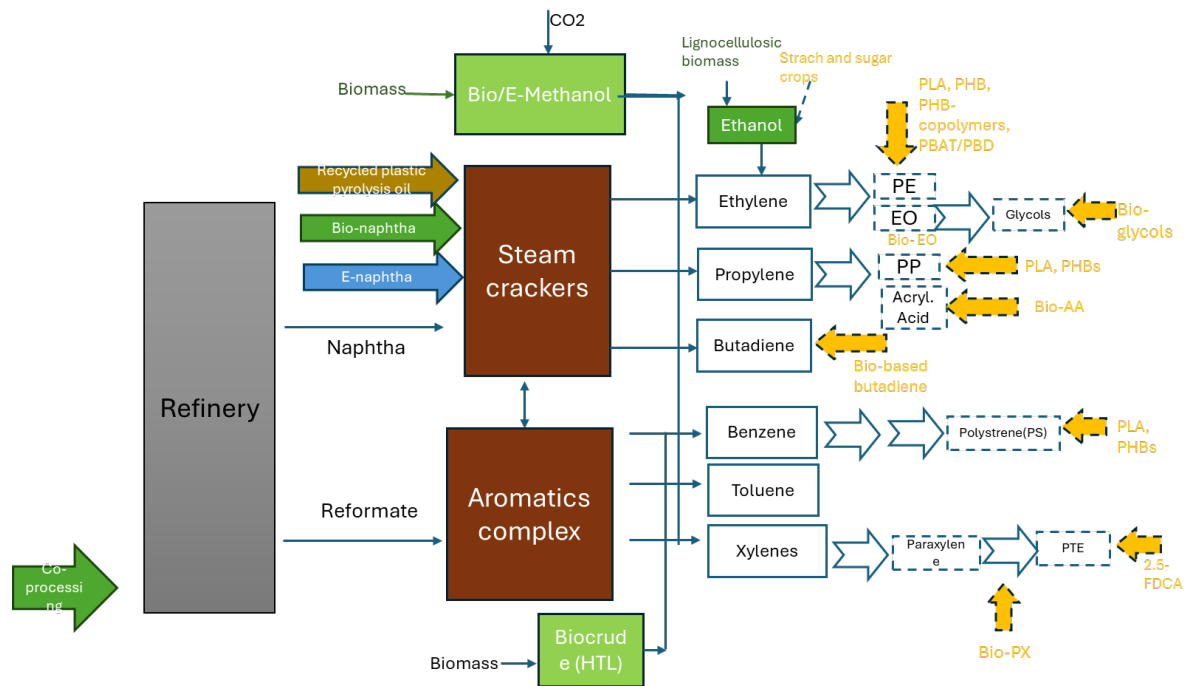 CO2
Biomass
Bio/E-Methanol
Lignocellulosic
biomass
Strach and sugar
crops
Ethanol
PLA, PHB,
PHB-
copolymers,
PBAT/PBD
Recycled plastic
pyrolysis oil
Bio-naphtha
E-naphtha
Naphtha
Steam
crackers
Ethylene
PE
EO
Bio-EO
Glycols
Bio-
glycols
Propylene
PP
PLA, PHBs
Acryl.
Acid
Bio-AA
Butadiene
Bio-based
butadiene
Refinery
Reformate
Aromatics
complex
Benzene
Polystrene(PS)
PLA,
PHBs
Toluene
Xylenes
Paraxylen
e
PTE
2.5-
FDCA
Bio-PX
Co-
processi
ng
Biomass
Biocrud
e (HTL)